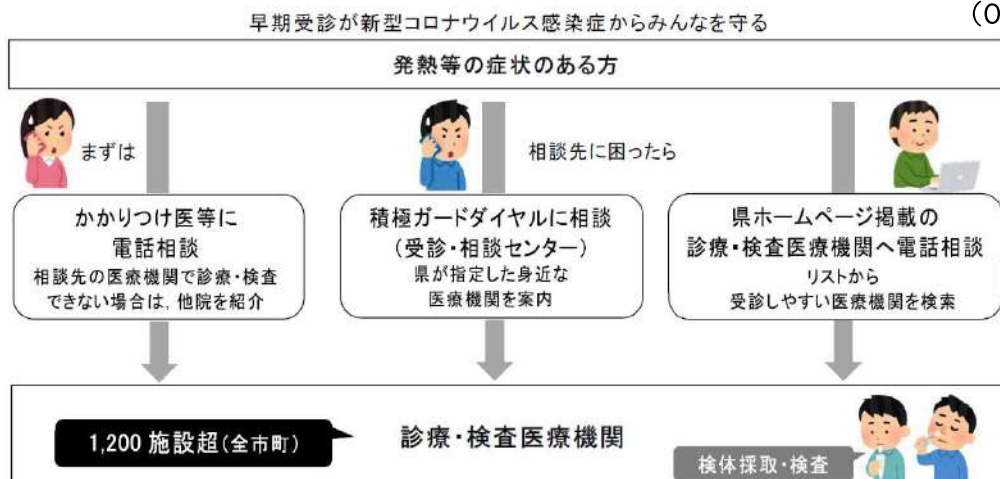 (0
早期受診が新型コロナウイルス感染症からみんなを守る
発熱等の症状のある方
まずは
相談先に困ったら
かかりつけ医等に
電話相談
相談先の医療機関で診療・検査
できない場合は,他院を紹介
積極ガードダイヤルに相談
(受診・相談センター)
県が指定した身近な
医療機関を案内
県ホームページ掲載の
診療・検査医療機関へ電話相談
リストから
受診しやすい医療機関を検索
1,200 施設超(全市町)
診療・検査医療機関
検体採取・検査